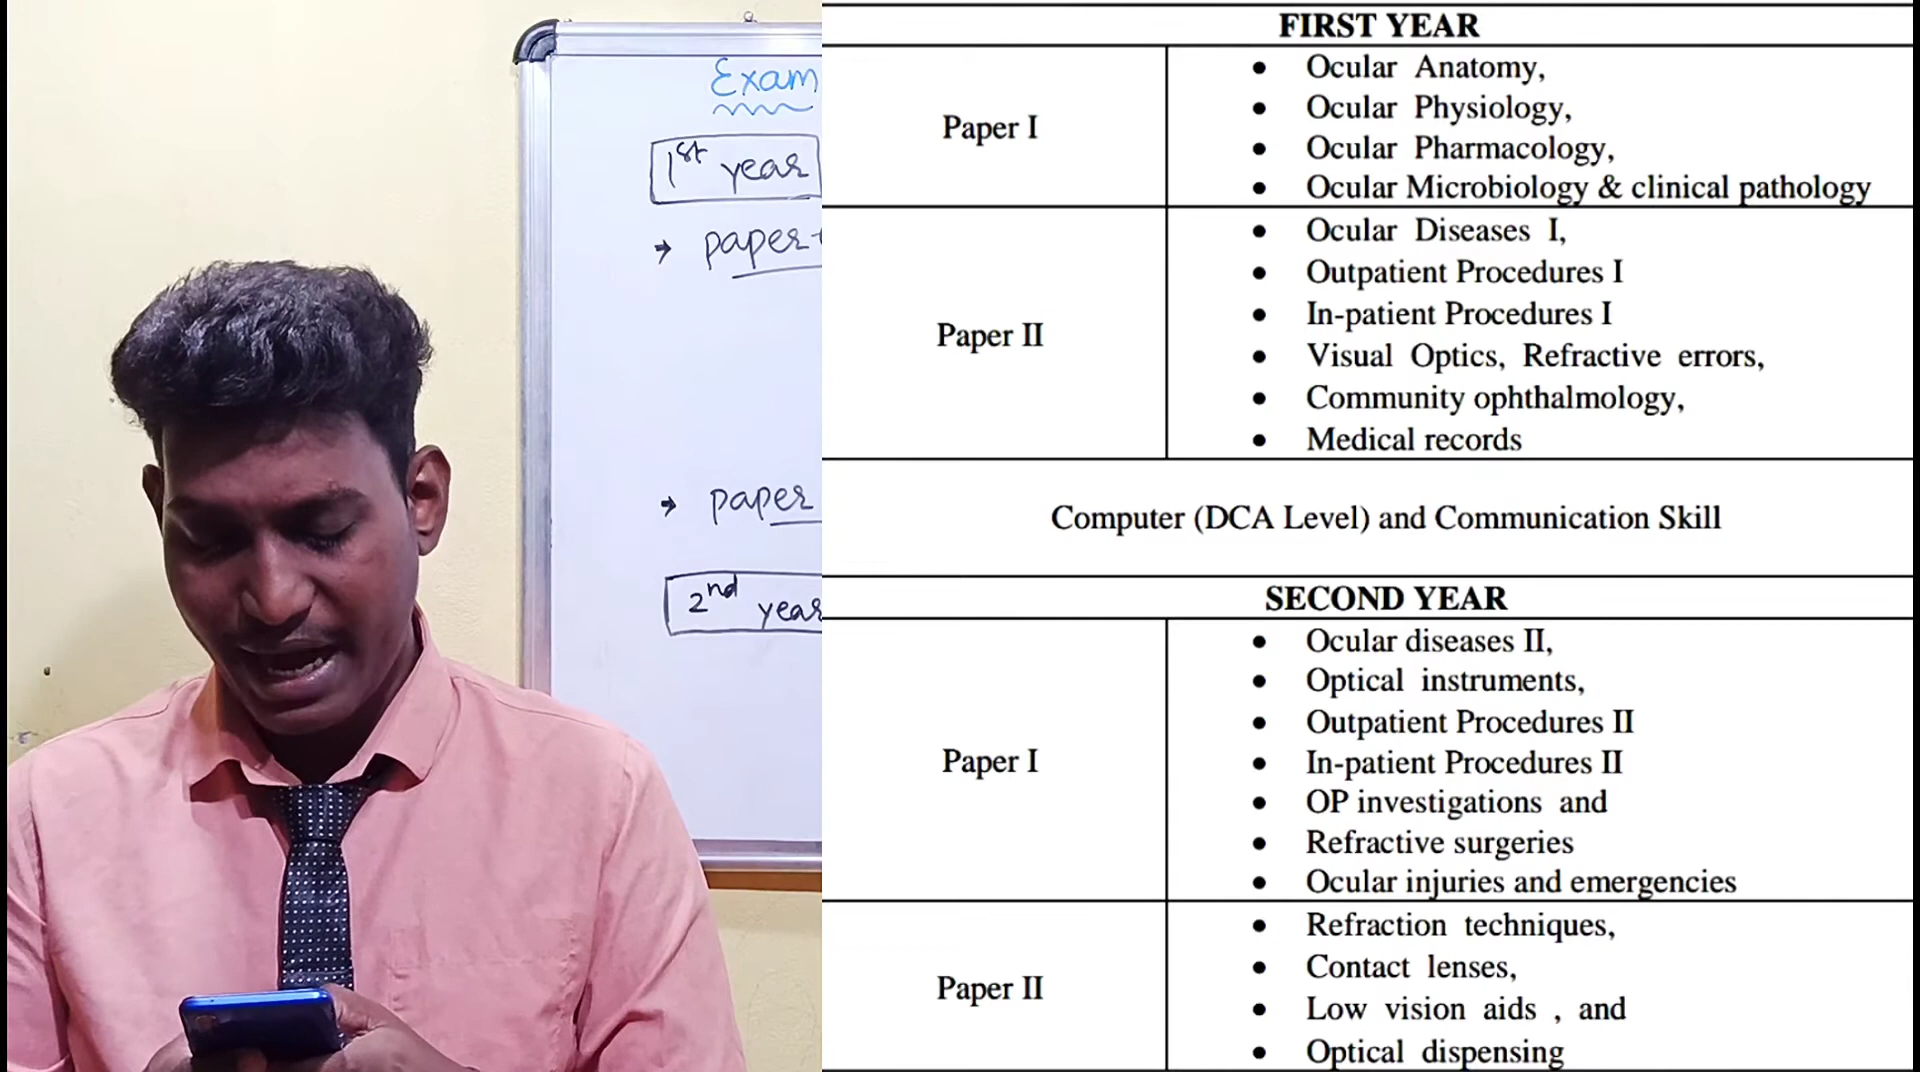 Exam
1st year
→ paper-
→ paper
2nd year
FIRST YEAR
Paper I
• Ocular Anatomy,
• Ocular Physiology,
• Ocular Pharmacology,
• Ocular Microbiology & clinical pathology
Paper II
• Ocular Diseases I,
• Outpatient Procedures I
• In-patient Procedures I
• Visual Optics, Refractive errors,
• Community ophthalmology,
• Medical records
Computer (DCA Level) and Communication Skill
SECOND YEAR
Paper I
• Ocular diseases II,
• Optical instruments,
• Outpatient Procedures II
• In-patient Procedures II
• OP investigations and
• Refractive surgeries
• Ocular injuries and emergencies
Paper II
• Refraction techniques,
• Contact lenses,
• Low vision aids , and
• Optical dispensing